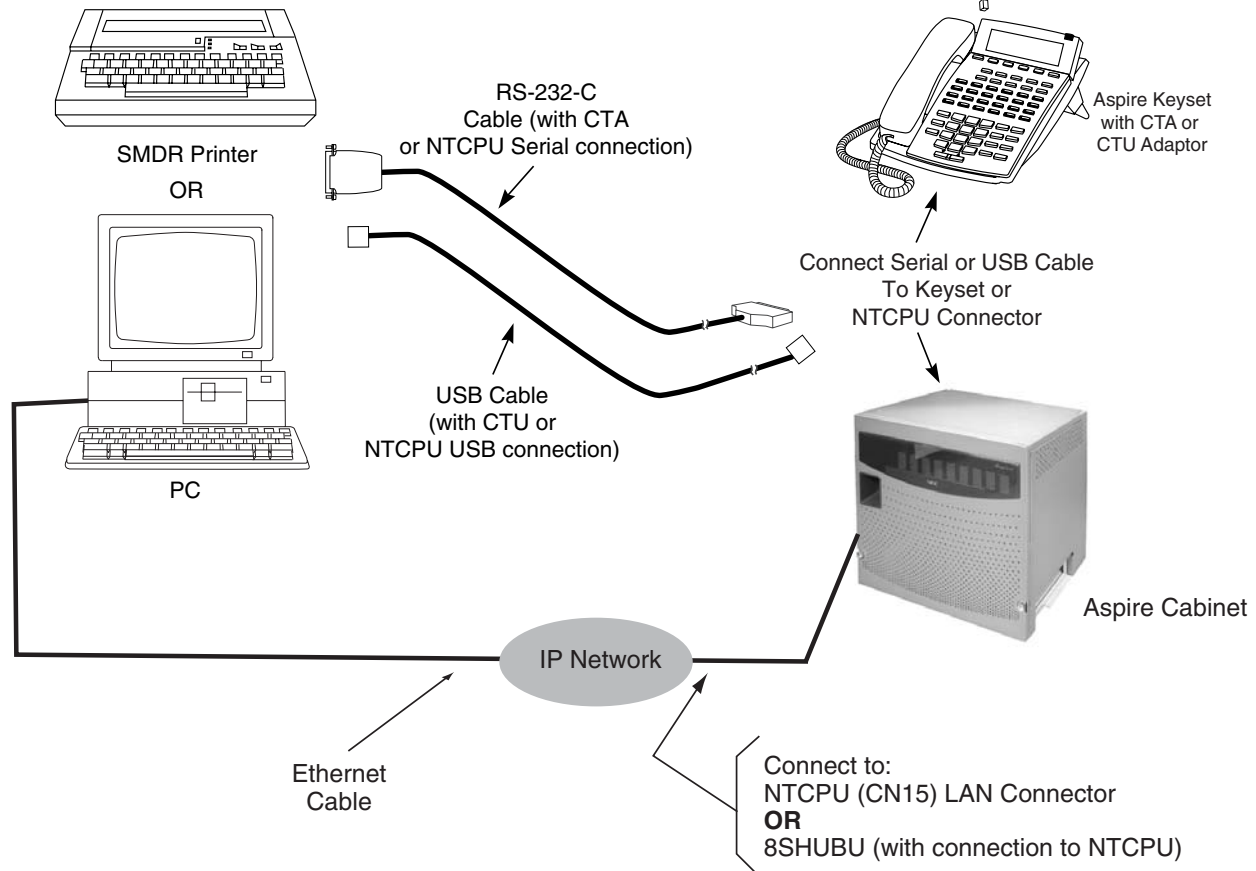 SMDR Printer
OR
PC
RS-232-C
Cable (with CTA
or NTCPU Serial connection)
USB Cable
(with CTU or
NTCPU USB connection)
Aspire Keyset
with CTA or
CTU Adaptor
Connect Serial or USB Cable
To Keyset or
NTCPU Connector
Aspire Cabinet
IP Network
Ethernet
Cable
Connect to:
NTCPU (CN15) LAN Connector
OR
8SHUBU (with connection to NTCPU)